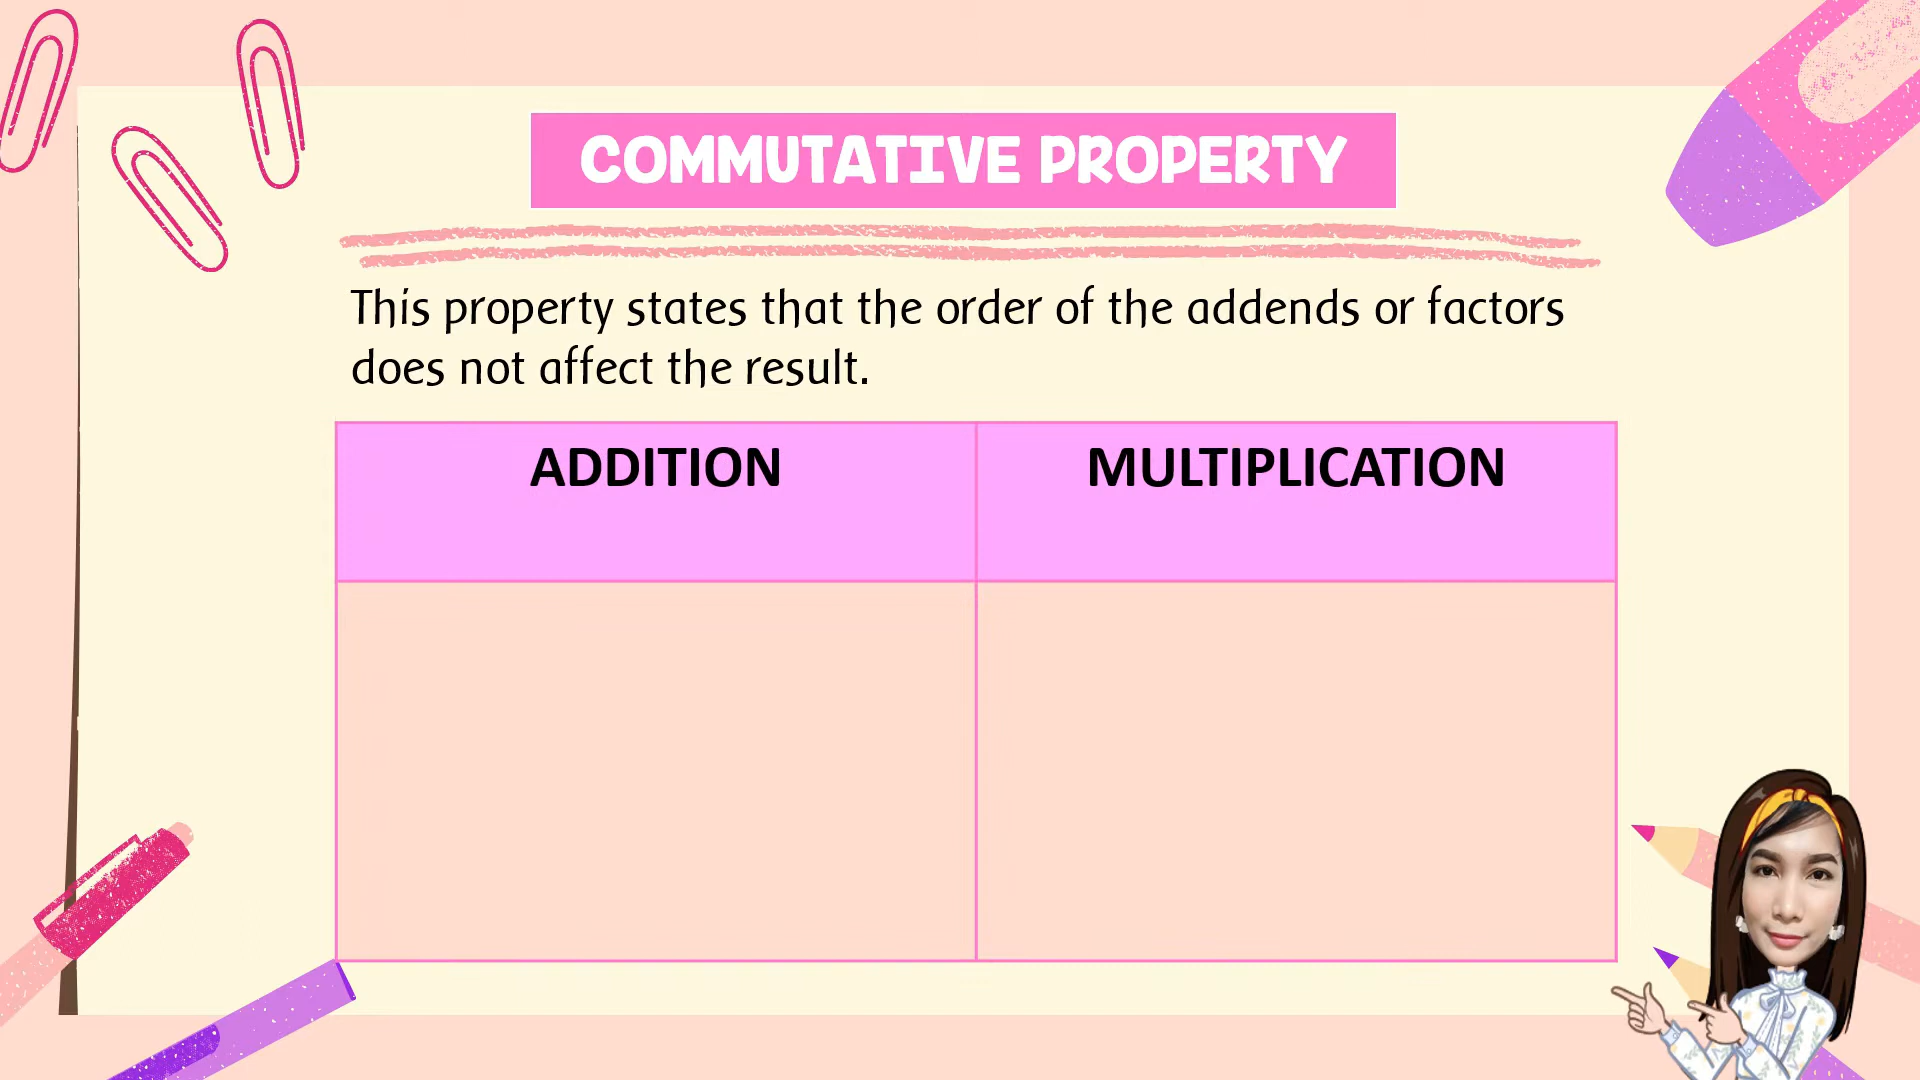 COMMUTATIVE PROPERTY
This property states that the order of the addends or factors
does not affect the result.
ADDITION
MULTIPLICATION